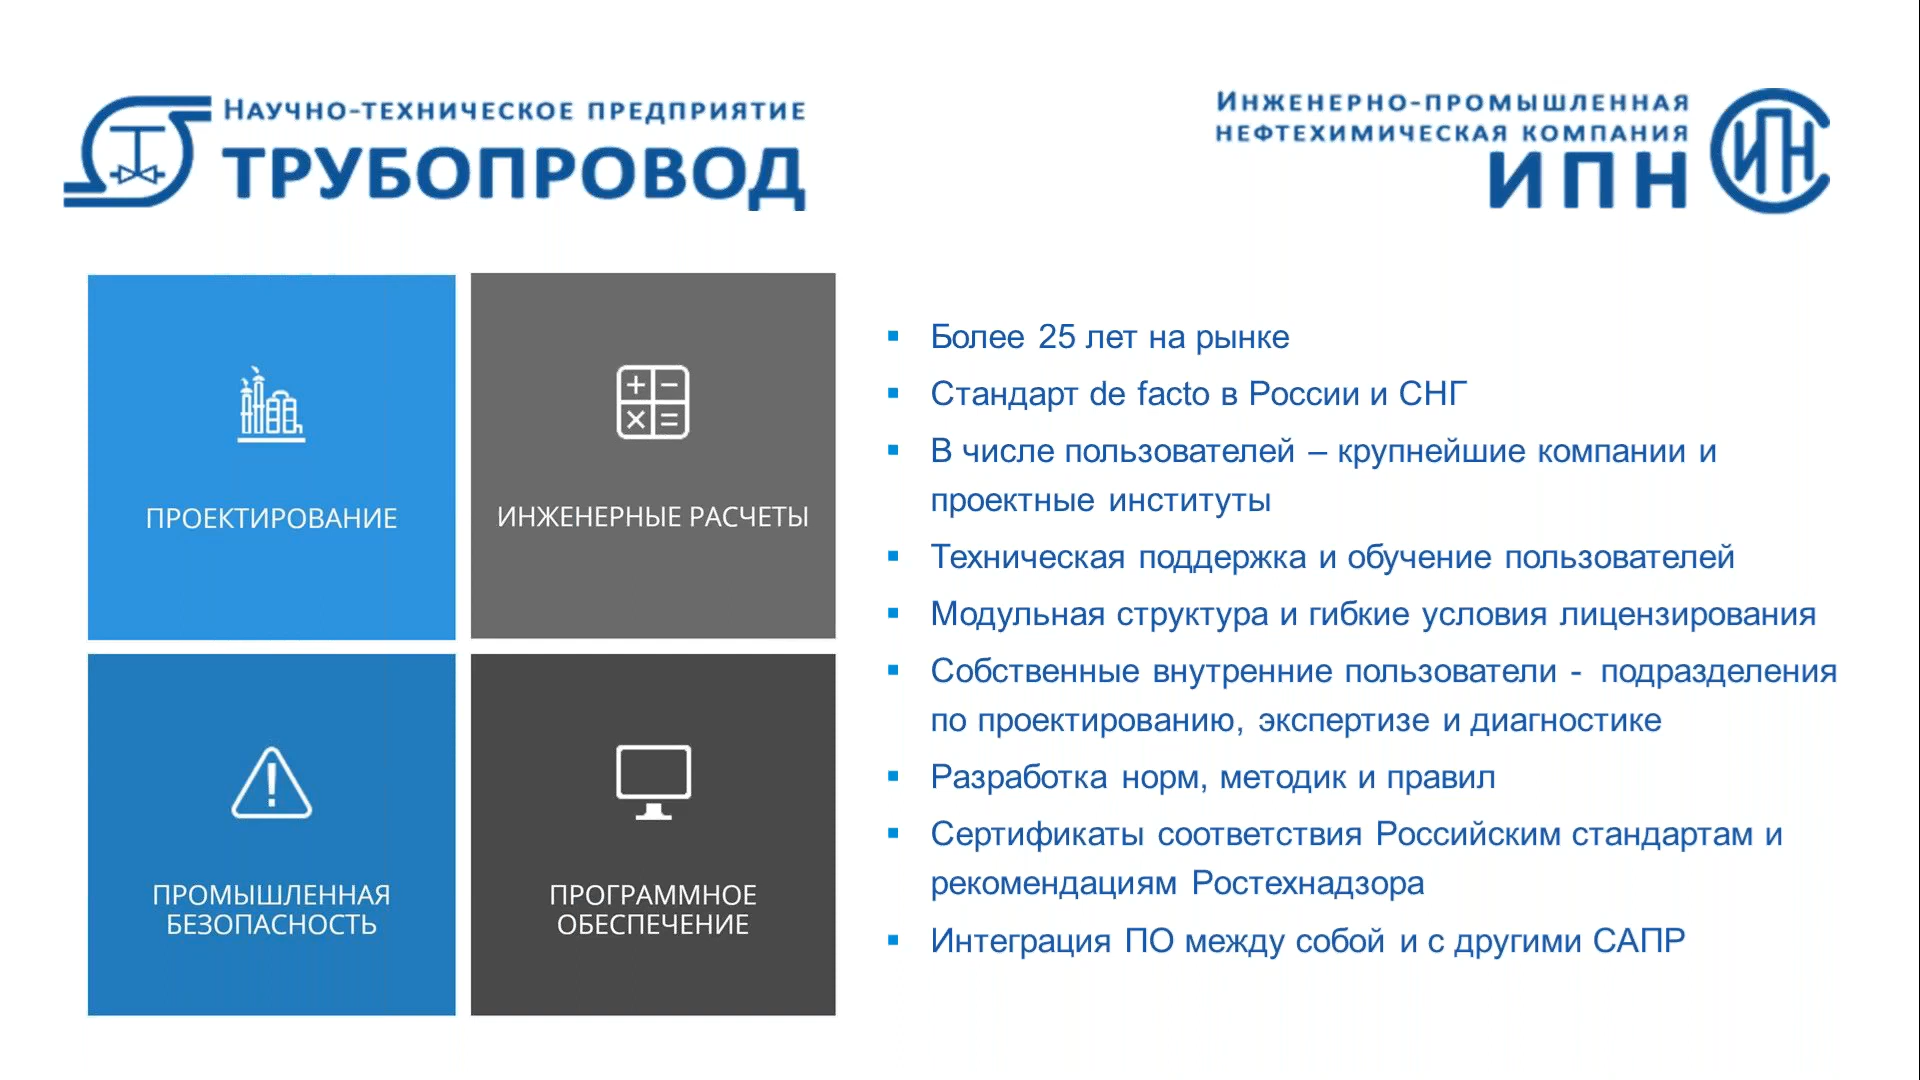 Научно-техническое предприятие
ТРУБОПРОВОД
Инженерно-промышленная
нефтехимическая компания
ИПН
ИПН
ПРОЕКТИРОВАНИЕ
ИНЖЕНЕРНЫЕ РАСЧЕТЫ
ПРОМЫШЛЕННАЯ
БЕЗОПАСНОСТЬ
ПРОГРАММНОЕ
ОБЕСПЕЧЕНИЕ
▪ Более 25 лет на рынке
▪ Стандарт de facto в России и СНГ
▪ В числе пользователей – крупнейшие компании и
проектные институты
▪ Техническая поддержка и обучение пользователей
▪ Модульная структура и гибкие условия лицензирования
▪ Собственные внутренние пользователи - подразделения
по проектированию, экспертизе и диагностике
▪ Разработка норм, методик и правил
▪ Сертификаты соответствия Российским стандартам и
рекомендациям Ростехнадзора
▪ Интеграция ПО между собой и с другими САПР